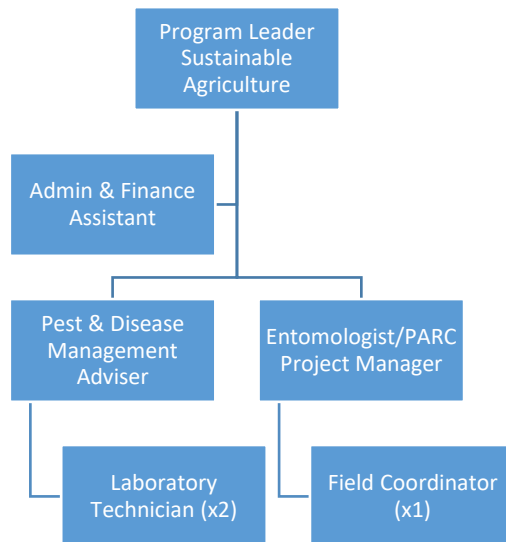 Program Leader
Sustainable
Agriculture
Admin & Finance
Assistant
Pest & Disease
Management
Adviser
Entomologist/PARC
Project Manager
Laboratory
Technician (x2)
Field Coordinator
(x1)